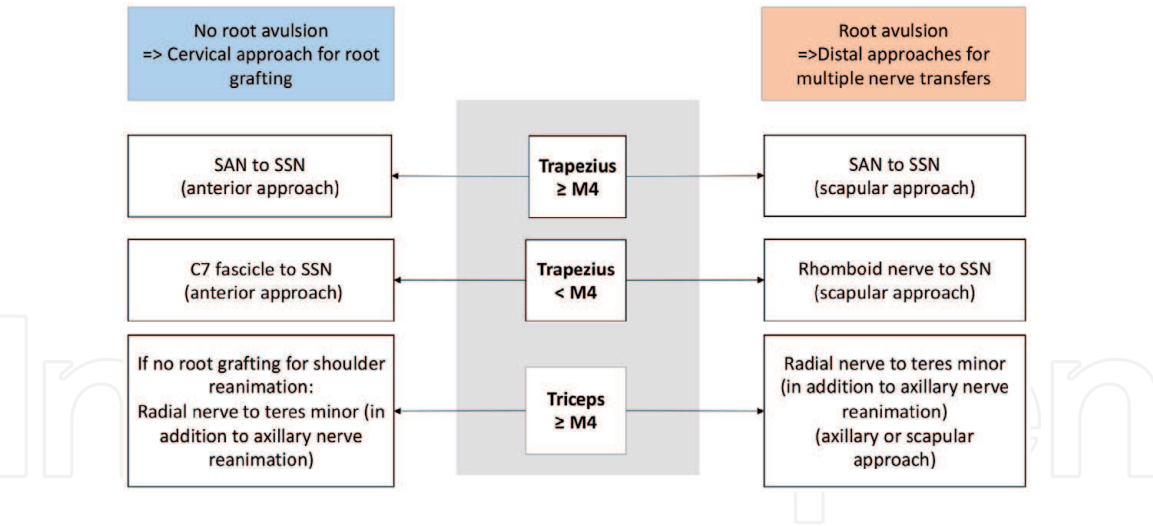 No root avulsion
=> Cervical approach for root
grafting
Root avulsion
=>Distal approaches for
multiple nerve transfers
SAN to SSN
(anterior approach)
Trapezius
≥ M4
SAN to SSN
(scapular approach)
C7 fascicle to SSN
(anterior approach)
Trapezius
< M4
Rhomboid nerve to SSN
(scapular approach)
If no root grafting for shoulder
reanimation:
Radial nerve to teres minor (in
addition to axillary nerve
reanimation)
Triceps
≥ M4
Radial nerve to teres minor
(in addition to axillary nerve
reanimation)
(axillary or scapular
approach)